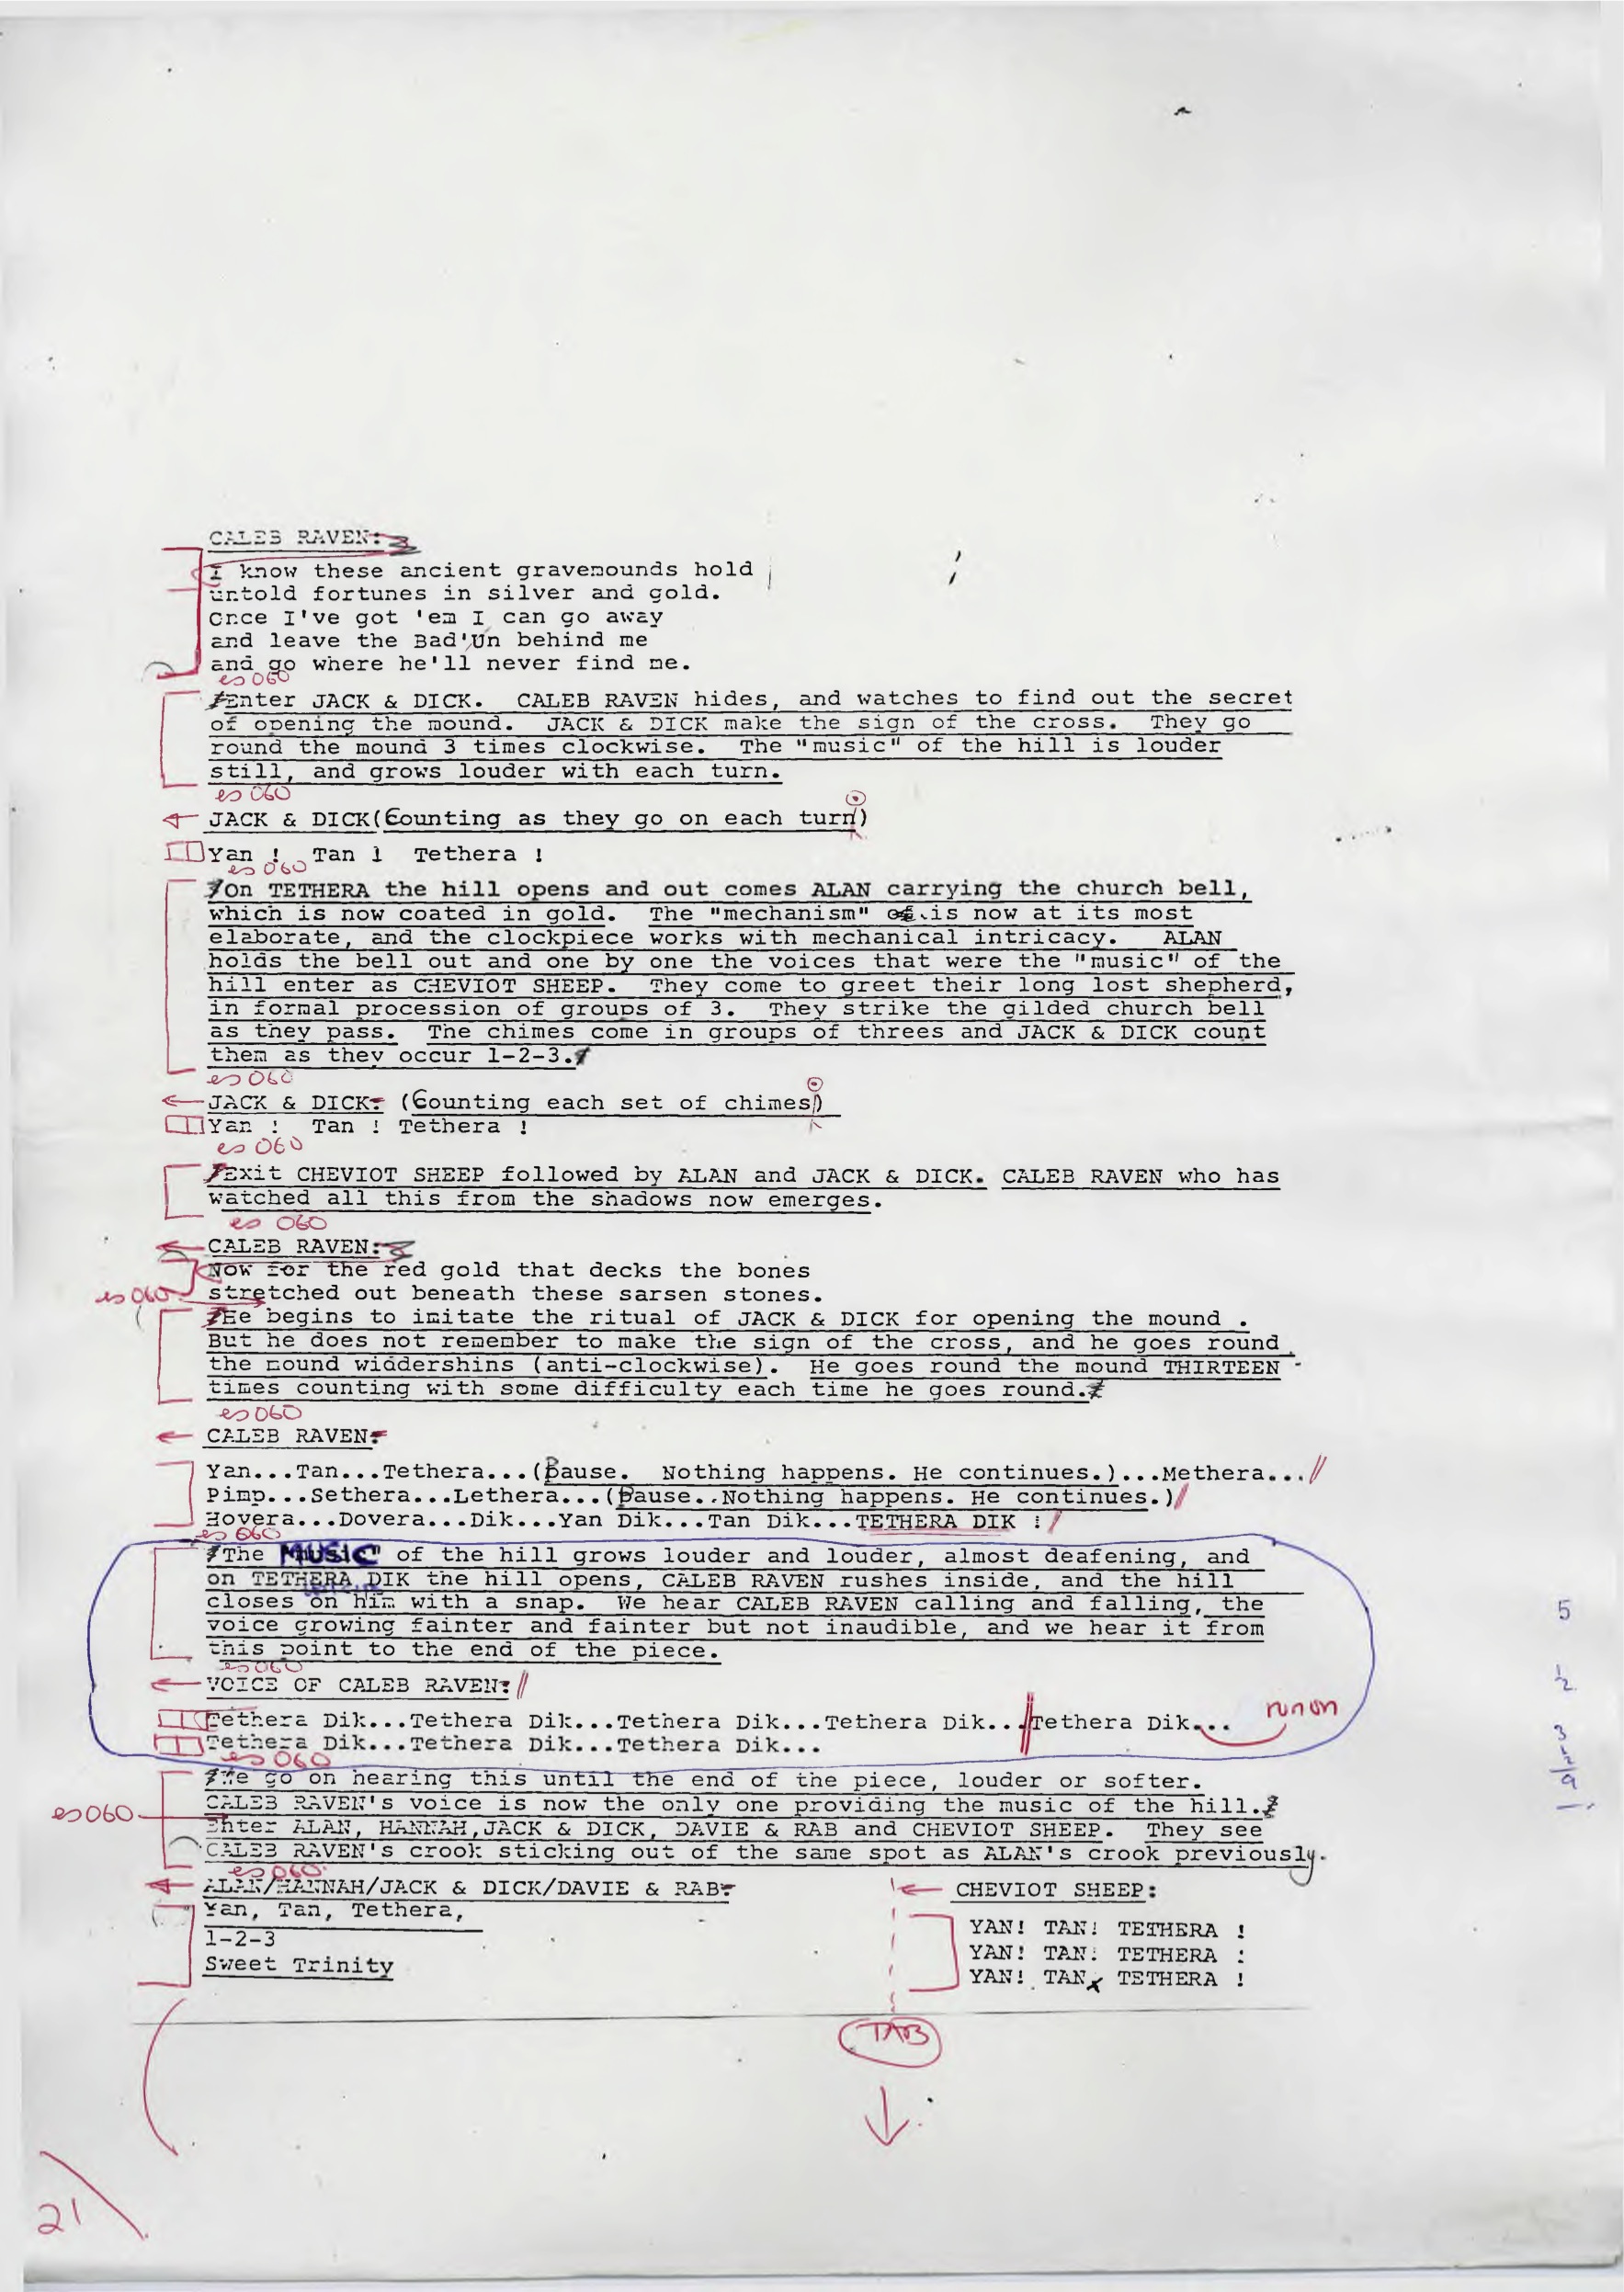 CALEB RAVEN:
I know these ancient gravemounds hold
untold fortunes in silver and gold.
Once I've got 'em I can go away
and leave the Bad'Un behind me
and go where he'll never find me.
es 060
Enter JACK & DICK.  CALEB RAVEN hides, and watches to find out the secret
of opening the mound.  JACK & DICK make the sign of the cross.  They go
round the mound 3 times clockwise.  The "music" of the hill is louder
still, and grows louder with each turn.
es 060
JACK & DICK(Counting as they go on each turn)
Yan !  Tan !  Tethera !
es 060
on TETHERA the hill opens and out comes ALAN carrying the church bell,
which is now coated in gold.  The "mechanism" is now at its most
elaborate, and the clockpiece works with mechanical intricacy.  ALAN
holds the bell out and one by one the voices that were the "music" of the
hill enter as CHEVIOT SHEEP.  They come to greet their long lost shepherd,
in formal procession of groups of 3.  They strike the gilded church bell
as they pass.  The chimes come in groups of threes and JACK & DICK count
them as they occur 1-2-3.
es 060
JACK & DICK: (Counting each set of chimes)
Yan !  Tan ! Tethera !
es 060
Exit CHEVIOT SHEEP followed by ALAN and JACK & DICK. CALEB RAVEN who has
watched all this from the shadows now emerges.
es 060
CALEB RAVEN:
Now for the red gold that decks the bones
es 060 stretched out beneath these sarsen stones.
He begins to imitate the ritual of JACK & DICK for opening the mound .
But he does not remember to make the sign of the cross, and he goes round
the mound widdershins (anti-clockwise).  He goes round the mound THIRTEEN
times counting with some difficulty each time he goes round.
es 060
CALEB RAVEN:
Yan...Tan...Tethera...(Pause.  Nothing happens. He continues.)...Methera...
Pimp...Sethera...Lethera...(Pause..Nothing happens. He continues.)
Hovera...Dovera...Dik...Yan Dik...Tan Dik...TETHERA DIK !
es 060
The MUSIC" of the hill grows louder and louder, almost deafening, and
on TETHERA DIK the hill opens, CALEB RAVEN rushes inside, and the hill
closes on him with a snap.  We hear CALEB RAVEN calling and falling, the
voice growing fainter and fainter but not inaudible, and we hear it from
this point to the end of the piece.
es 060
VOICE OF CALEB RAVEN:
Tethera Dik...Tethera Dik...Tethera Dik...Tethera Dik...Tethera Dik... run on
Tethera Dik...Tethera Dik...Tethera Dik...
es 060
We go on hearing this until the end of the piece, louder or softer.
es 060 CALEB RAVEN's voice is now the only one providing the music of the hill.
Enter ALAN, HANNAH,JACK & DICK, DAVIE & RAB and CHEVIOT SHEEP.  They see
CALEB RAVEN's crook sticking out of the same spot as ALAN's crook previously.
es 060
ALAN/HANNAH/JACK & DICK/DAVIE & RAB:
Yan, Tan, Tethera,
1-2-3
Sweet Trinity
CHEVIOT SHEEP:
YAN! TAN! TETHERA !
YAN! TAN! TETHERA !
YAN! TAN TETHERA !
TAB
21
5
1/2
3